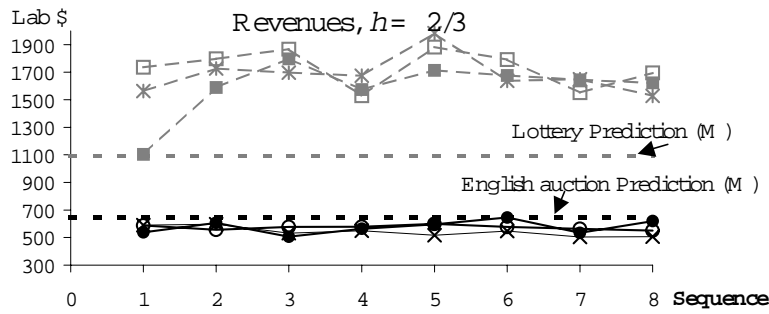 Lab $
Revenues, h= 2/3
1900
1700
1500
1300
1100
900
700
500
300
Lottery Prediction (M )
English auction Prediction (M )
0 1 2 3 4 5 6 7 8 Sequence